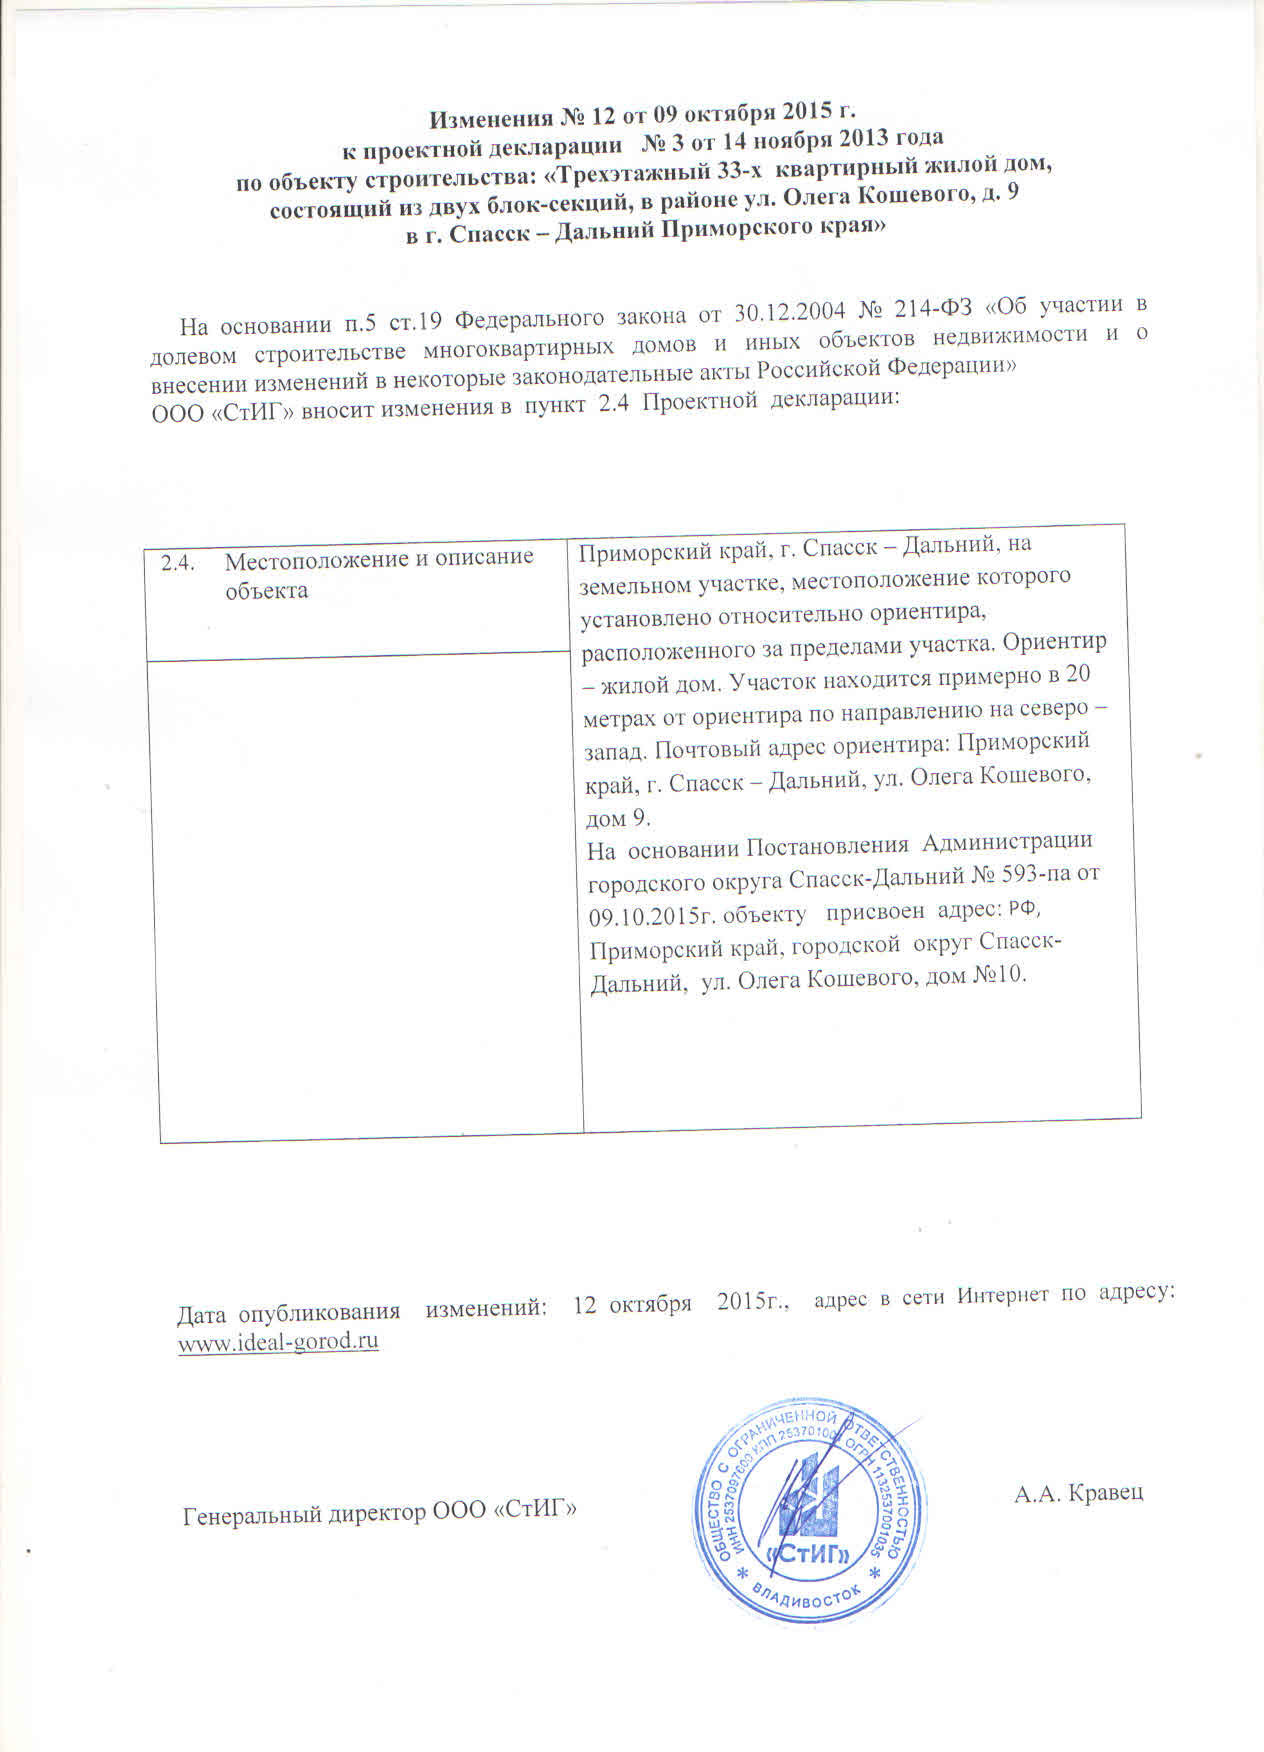 Изменения № 12 от 09 октября 2015 г.
к проектной декларации № 3 от 14 ноября 2013 года
по объекту строительства: «Трехэтажный 33-х квартирный жилой дом,
состоящий из двух блок-секций, в районе ул. Олега Кошевого, д. 9
в г. Спасск – Дальний Приморского края»
На основании п.5 ст.19 Федерального закона от 30.12.2004 № 214-ФЗ «Об участии в
долевом строительстве многоквартирных домов и иных объектов недвижимости и о
внесении изменений в некоторые законодательные акты Российской Федерации»
ООО «СтИГ» вносит изменения в пункт 2.4 Проектной декларации:
2.4. Местоположение и описание
объекта
Приморский край, г. Спасск – Дальний, на
земельном участке, местоположение которого
установлено относительно ориентира,
расположенного за пределами участка. Ориентир
– жилой дом. Участок находится примерно в 20
метрах от ориентира по направлению на северо –
запад. Почтовый адрес ориентира: Приморский
край, г. Спасск – Дальний, ул. Олега Кошевого,
дом 9.
На основании Постановления Администрации
городского округа Спасск-Дальний № 593-па от
09.10.2015г. объекту присвоен адрес: РФ,
Приморский край, городской округ Спасск-
Дальний, ул. Олега Кошевого, дом №10.
Дата опубликования изменений: 12 октября 2015г., адрес в сети Интернет по адресу:
www.ideal-gorod.ru
Генеральный директор ООО «СтИГ»
А.А. Кравец
ОБЩЕСТВО С ОГРАНИЧЕННОЙ ОТВЕТСТВЕННОСТЬЮ
ИНН 2537097600 КПП 253701001 ОГРН 1132537001035
«СтИГ»
* ВЛАДИВОСТОК *